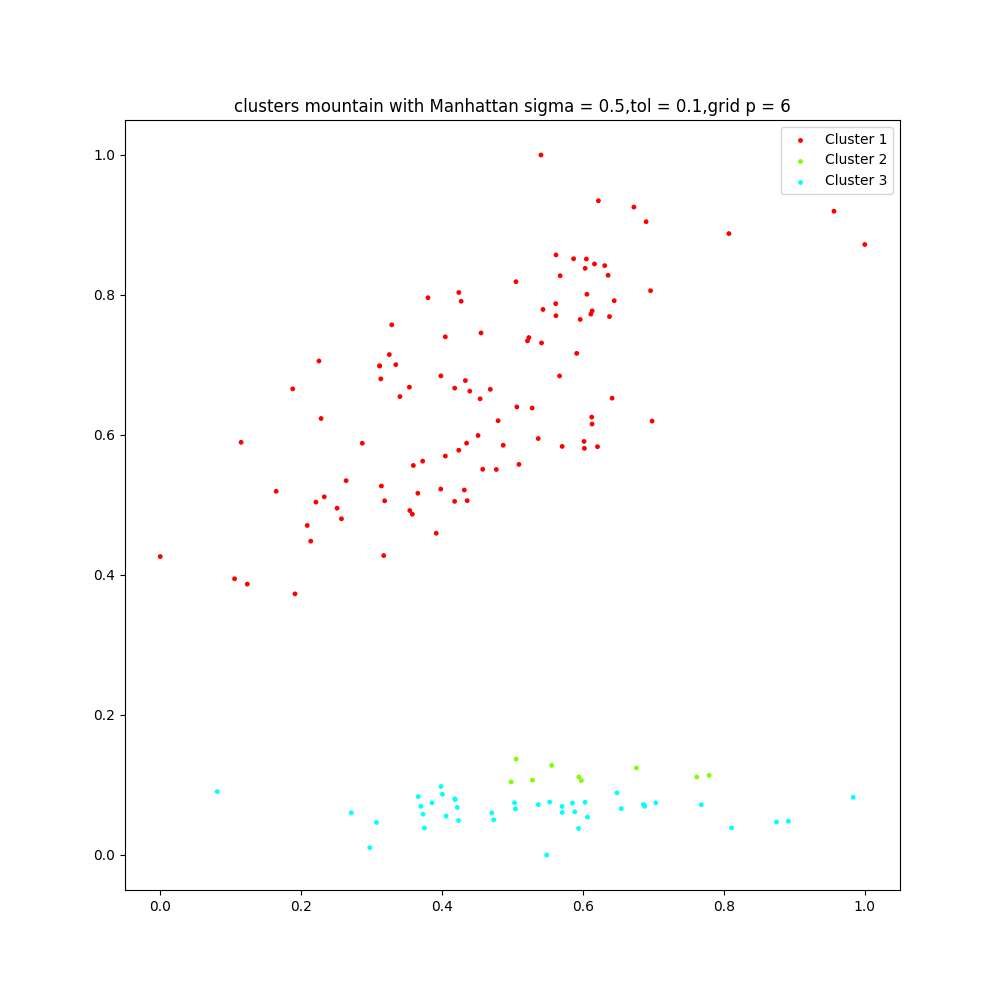 clusters mountain with Manhattan sigma = 0.5,tol = 0.1,grid p = 6
Cluster 1
Cluster 2
Cluster 3
1.0
0.8
0.6
0.4
0.2
0.0
0.0 0.2 0.4 0.6 0.8 1.0